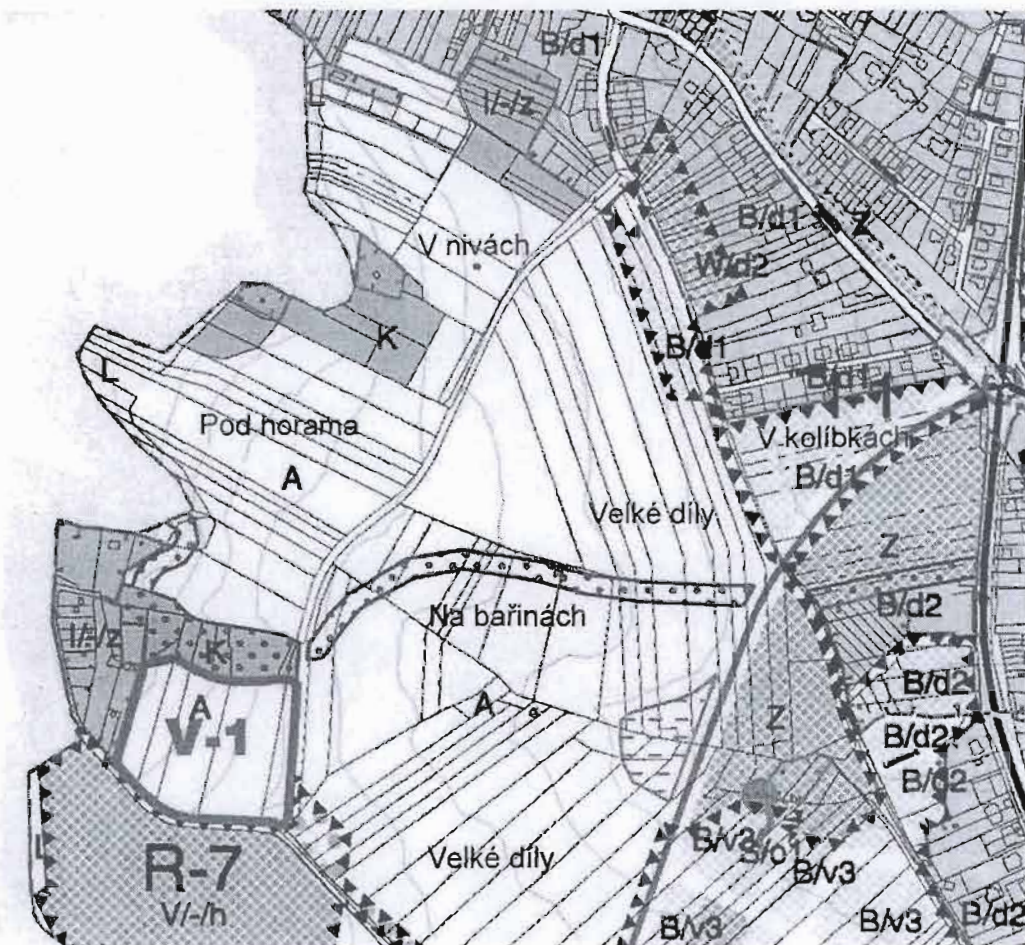 B/d1
I/-/z
V nivách
B/d1
Z
W/d2
K
B/d1
L
B/d1
Pod horama
V kolíbkách
A
B/d1
Velké díly
Z
Na bařinách
B/d2
I/-/z
K
B/d2
A
A
Z
V-1
B/d2
B/d2
R-7
V/-/h
Velké díly
B/v3
B/v3
B/v3
B/v3
B/d2